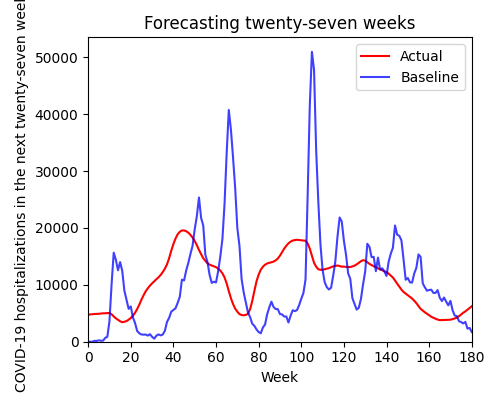 Forecasting twenty-seven weeks
COVID-19 hospitalizations in the next twenty-seven
50000
40000
30000
20000
10000
0
Actual
Baseline
0 20 40 60 80 100 120 140 160 180
Week